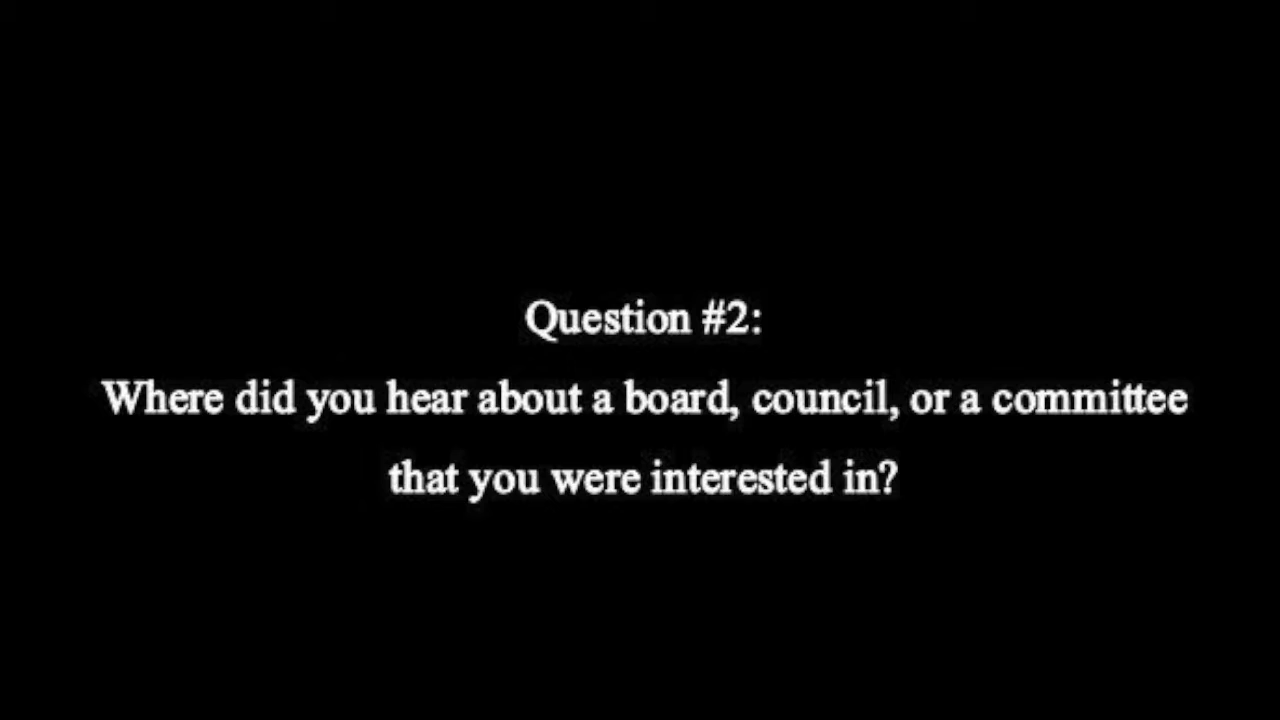 Question #2:
Where did you hear about a board, council, or a committee
that you were interested in?